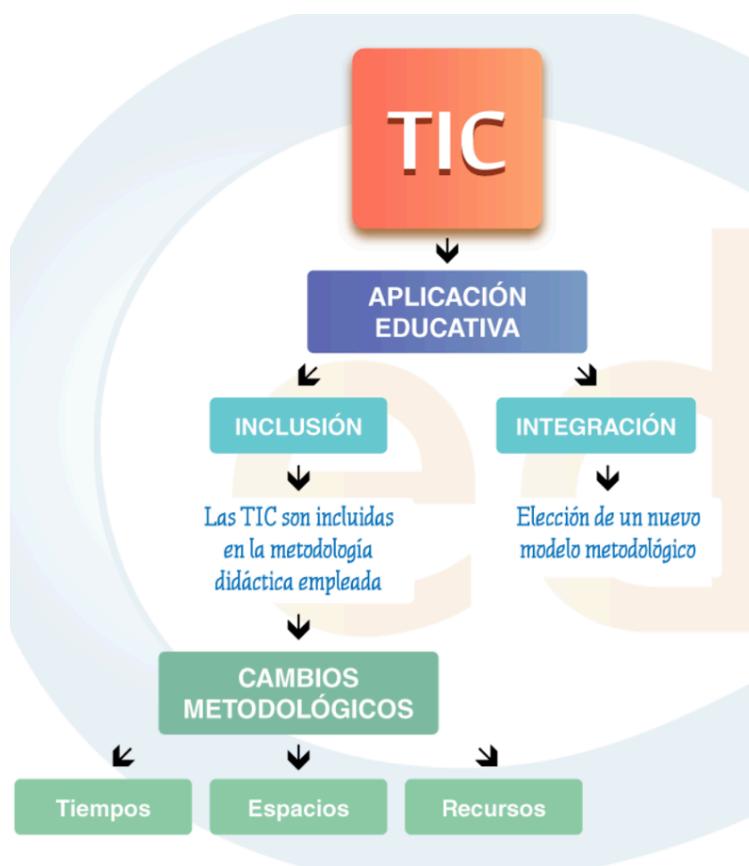 TIC
APLICACIÓN
EDUCATIVA
INCLUSIÓN
INTEGRACIÓN
Las TIC son incluidas
en la metodología
didáctica empleada
Elección de un nuevo
modelo metodológico
CAMBIOS
METODOLÓGICOS
Tiempos
Espacios
Recursos